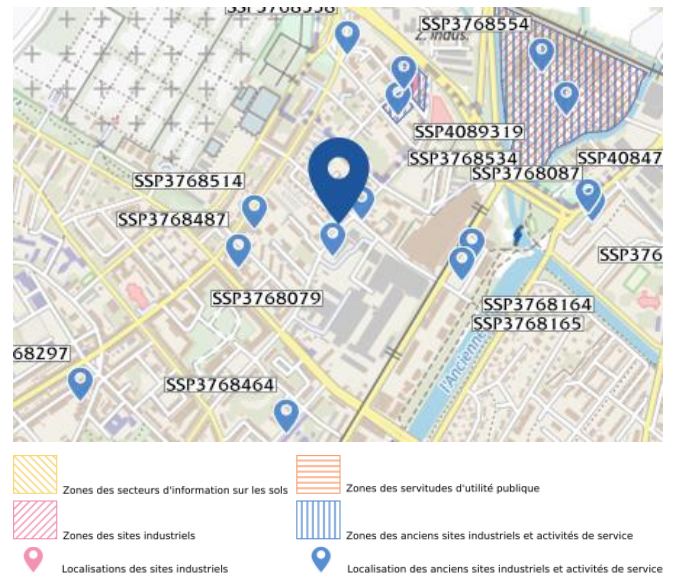 SSP3768558
SSP3768554
Z. Indus.
SSP4089319
SSP3768534
SSP40847
SSP3768087
SSP3768514
SSP3768487
SSP376
SSP3768079
SSP3768164
SSP3768165
68297
l'Ancienne
SSP3768464
Zones des secteurs d'information sur les sols
Zones des servitudes d'utilité publique
Zones des sites industriels
Zones des anciens sites industriels et activités de service
Localisations des sites industriels
Localisation des anciens sites industriels et activités de service